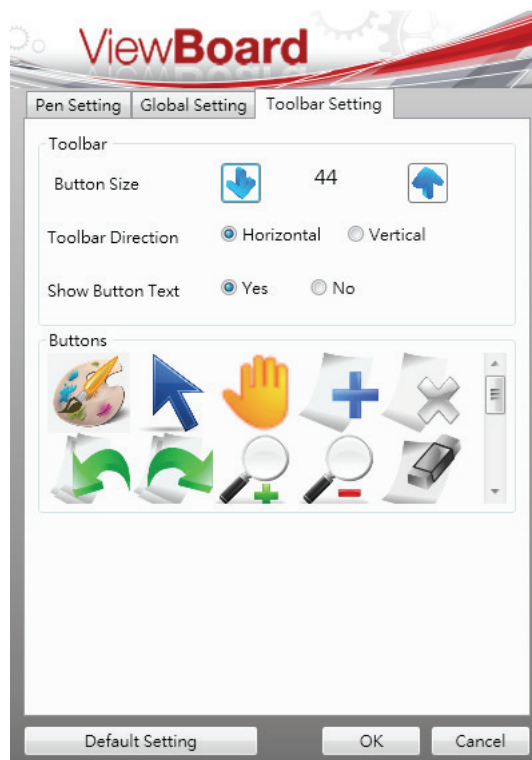 ViewBoard
Pen Setting Global Setting Toolbar Setting
Toolbar
Button Size 44
Toolbar Direction Horizontal Vertical
Show Button Text Yes No
Buttons
Default Setting OK Cancel